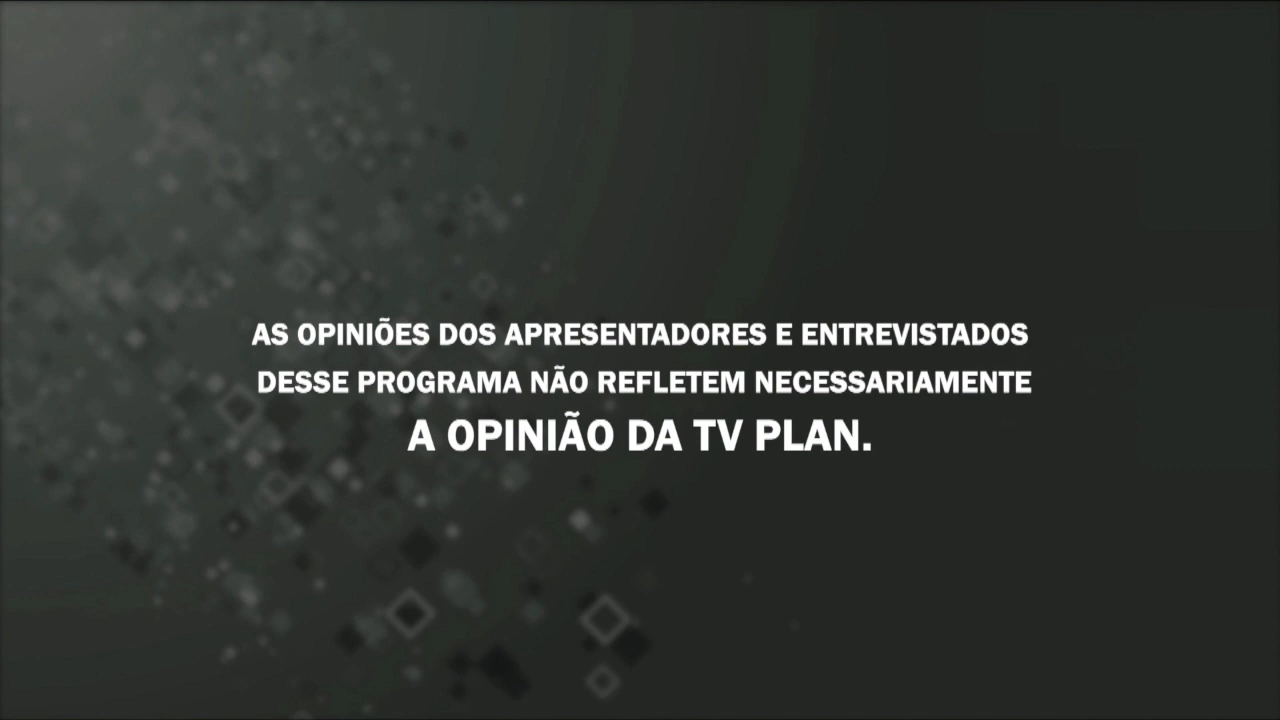 AS OPINIÕES DOS APRESENTADORES E ENTREVISTADOS
DESSE PROGRAMA NÃO REFLETEM NECESSARIAMENTE
A OPINIÃO DA TV PLAN.